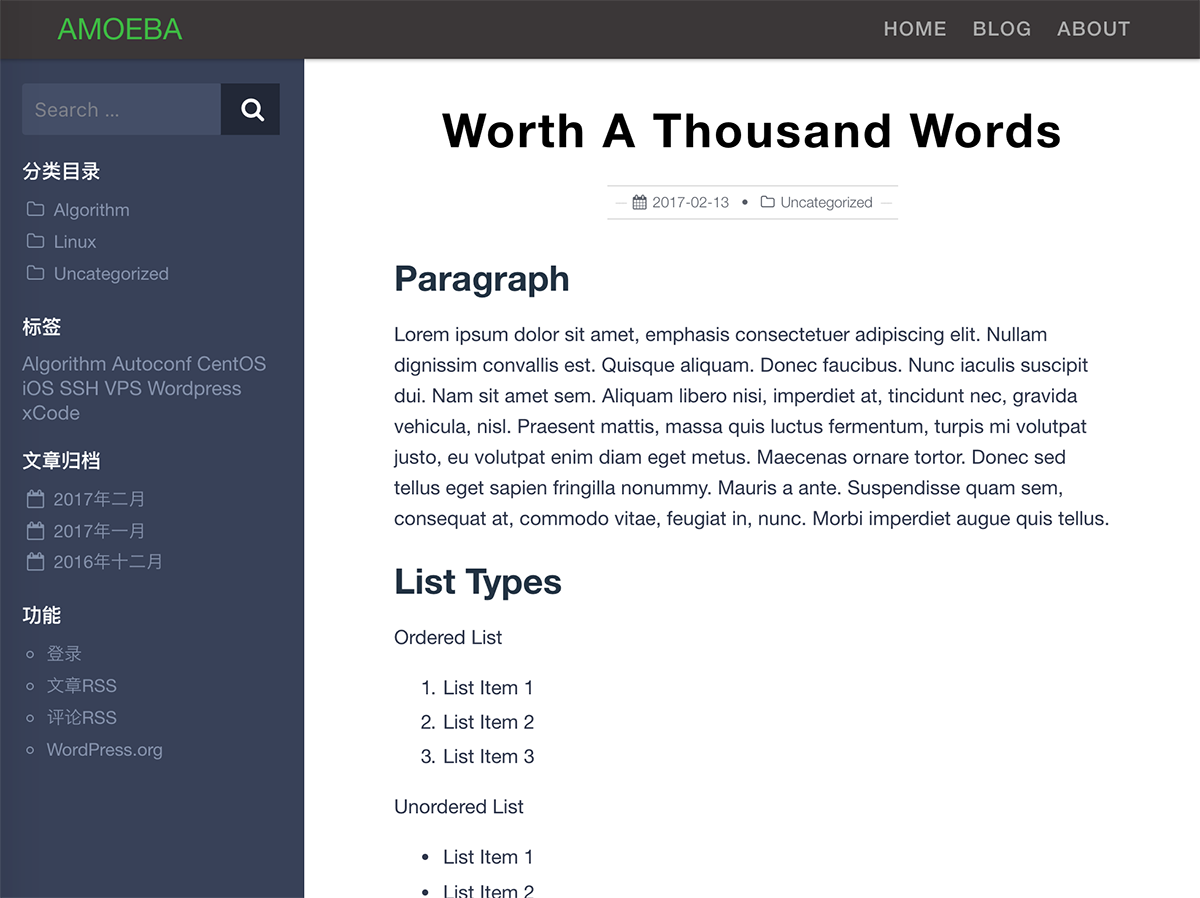 AMOEBA
HOME BLOG ABOUT
Search ...
分类目录
Algorithm
Linux
Uncategorized
标签
Algorithm Autoconf CentOS
iOS SSH VPS Wordpress
xCode
文章归档
2017年二月
2017年一月
2016年十二月
功能
登录
文章RSS
评论RSS
WordPress.org
Worth A Thousand Words
— 2017-02-13 • Uncategorized —
Paragraph
Lorem ipsum dolor sit amet, emphasis consectetuer adipiscing elit. Nullam
dignissim convallis est. Quisque aliquam. Donec faucibus. Nunc iaculis suscipit
dui. Nam sit amet sem. Aliquam libero nisi, imperdiet at, tincidunt nec, gravida
vehicula, nisl. Praesent mattis, massa quis luctus fermentum, turpis mi volutpat
justo, eu volutpat enim diam eget metus. Maecenas ornare tortor. Donec sed
tellus eget sapien fringilla nonummy. Mauris a ante. Suspendisse quam sem,
consequat at, commodo vitae, feugiat in, nunc. Morbi imperdiet augue quis tellus.
List Types
Ordered List
1. List Item 1
2. List Item 2
3. List Item 3
Unordered List
• List Item 1
• List Item 2